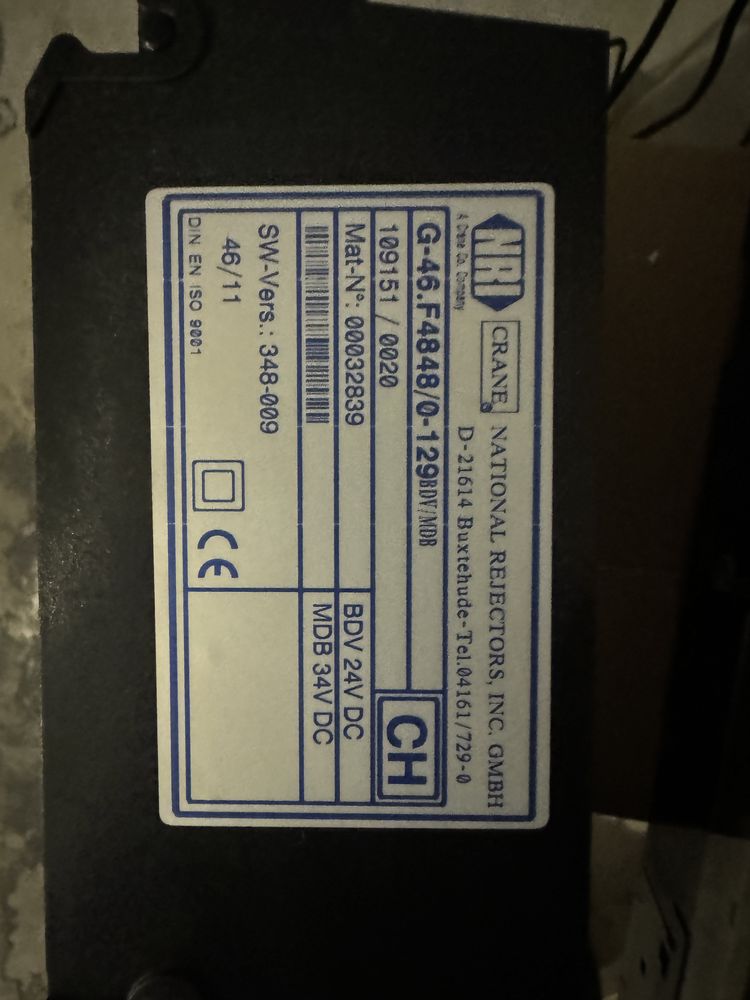 NRI CRANE® NATIONAL REJECTORS, INC. GMBH
A Crane Co. Company
D-21614 Buxtehude-Tel.04161/729-0
G-46.F4848/0-129BDV/MDB
109151 / 0020
CH
Mat-N°: 00032839
BDV 24V DC
MDB 34V DC
SW-Vers.: 348-009
46/11
CE
DIN EN ISO 9001